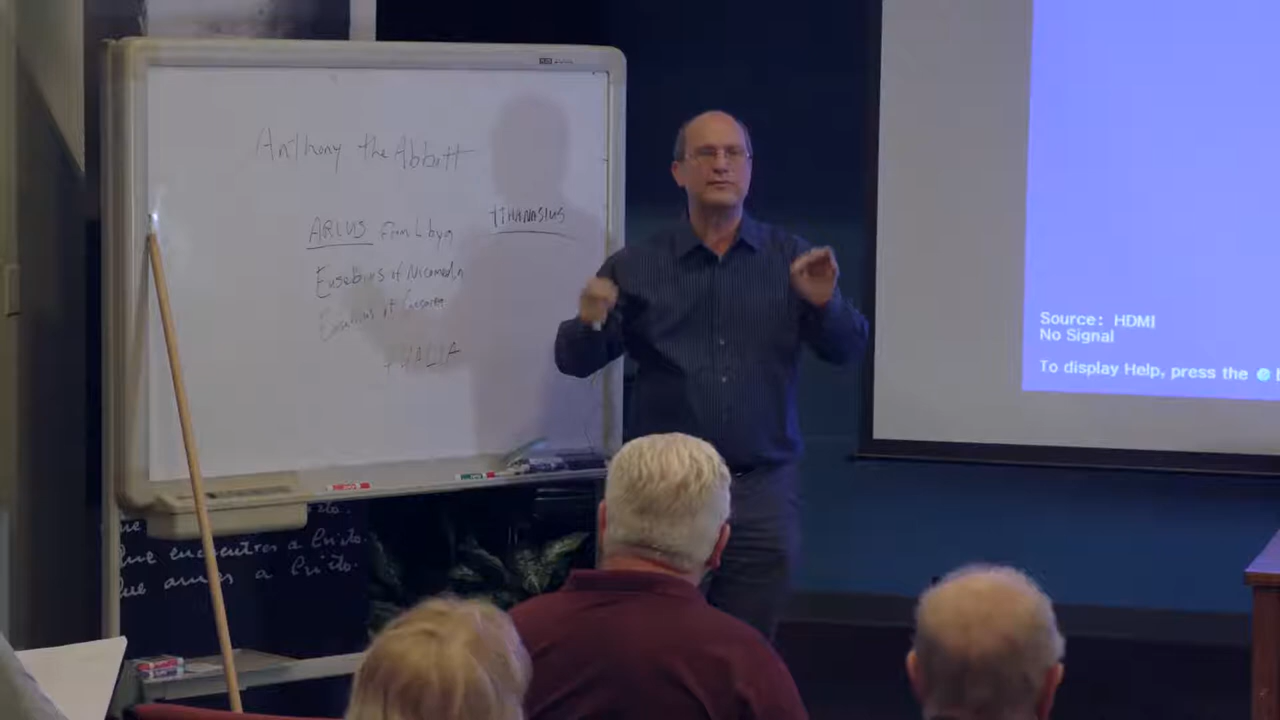 Anthony the Abbott
ARIUS From Libya
ATHANASIUS
Eusebius of Nicomedia
Eusebius of Cesarea
THALIA
Source: HDMI
No Signal
To display Help, press the
que encuentres a Cristo.
que ames a Cristo.